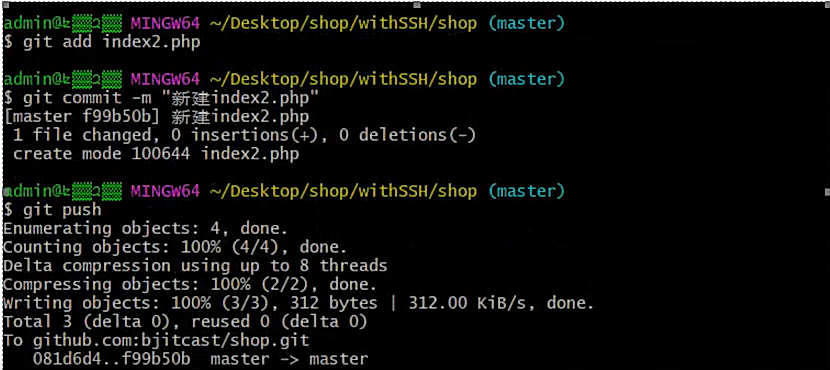 admin@ MINGW64 ~/Desktop/shop/withSSH/shop (master)
$ git add index2.php
admin@ MINGW64 ~/Desktop/shop/withSSH/shop (master)
$ git commit -m "新建index2.php"
[master f99b50b] 新建index2.php
1 file changed, 0 insertions(+), 0 deletions(-)
create mode 100644 index2.php
admin@ MINGW64 ~/Desktop/shop/withSSH/shop (master)
$ git push
Enumerating objects: 4, done.
Counting objects: 100% (4/4), done.
Delta compression using up to 8 threads
Compressing objects: 100% (2/2), done.
Writing objects: 100% (3/3), 312 bytes | 312.00 KiB/s, done.
Total 3 (delta 0), reused 0 (delta 0)
To github.com:bjitcast/shop.git
081d6d4..f99b50b  master -> master